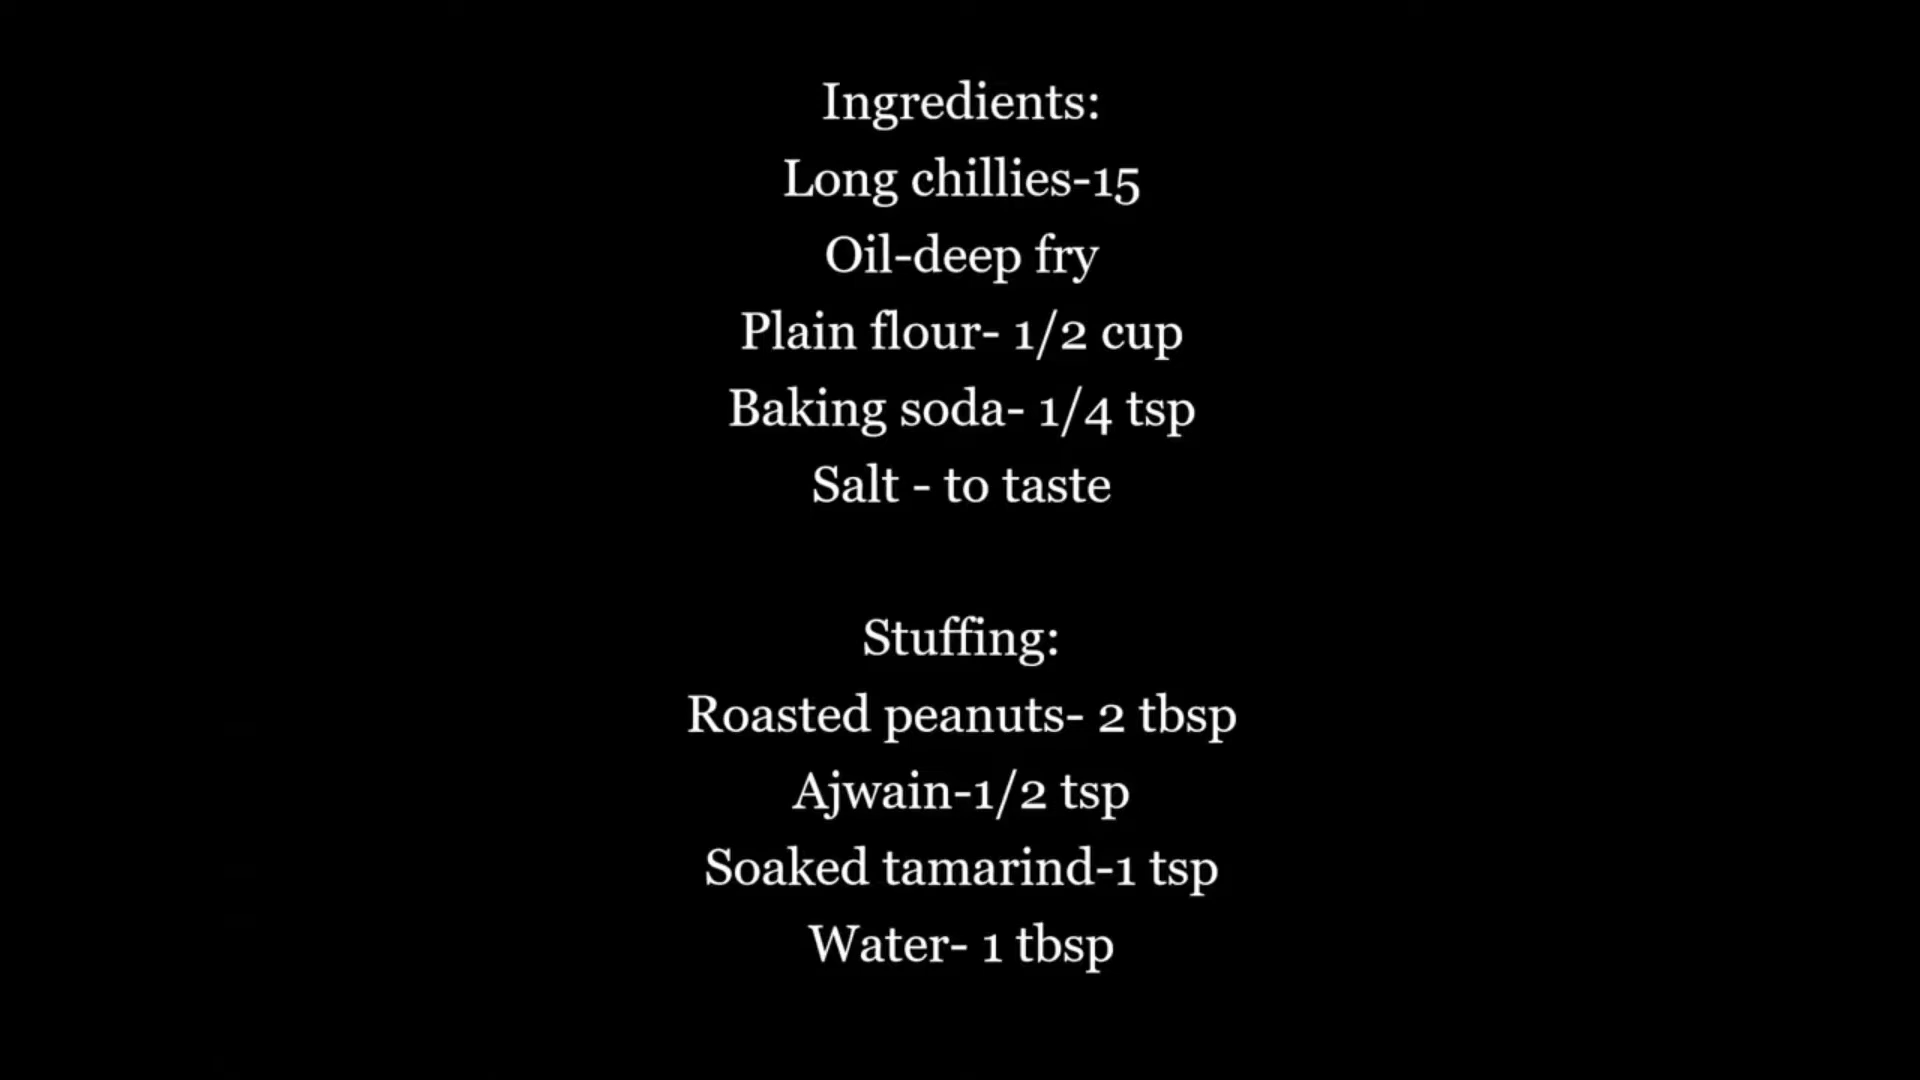 Ingredients:
Long chillies-15
Oil-deep fry
Plain flour- 1/2 cup
Baking soda- 1/4 tsp
Salt - to taste
Stuffing:
Roasted peanuts- 2 tbsp
Ajwain-1/2 tsp
Soaked tamarind-1 tsp
Water- 1 tbsp